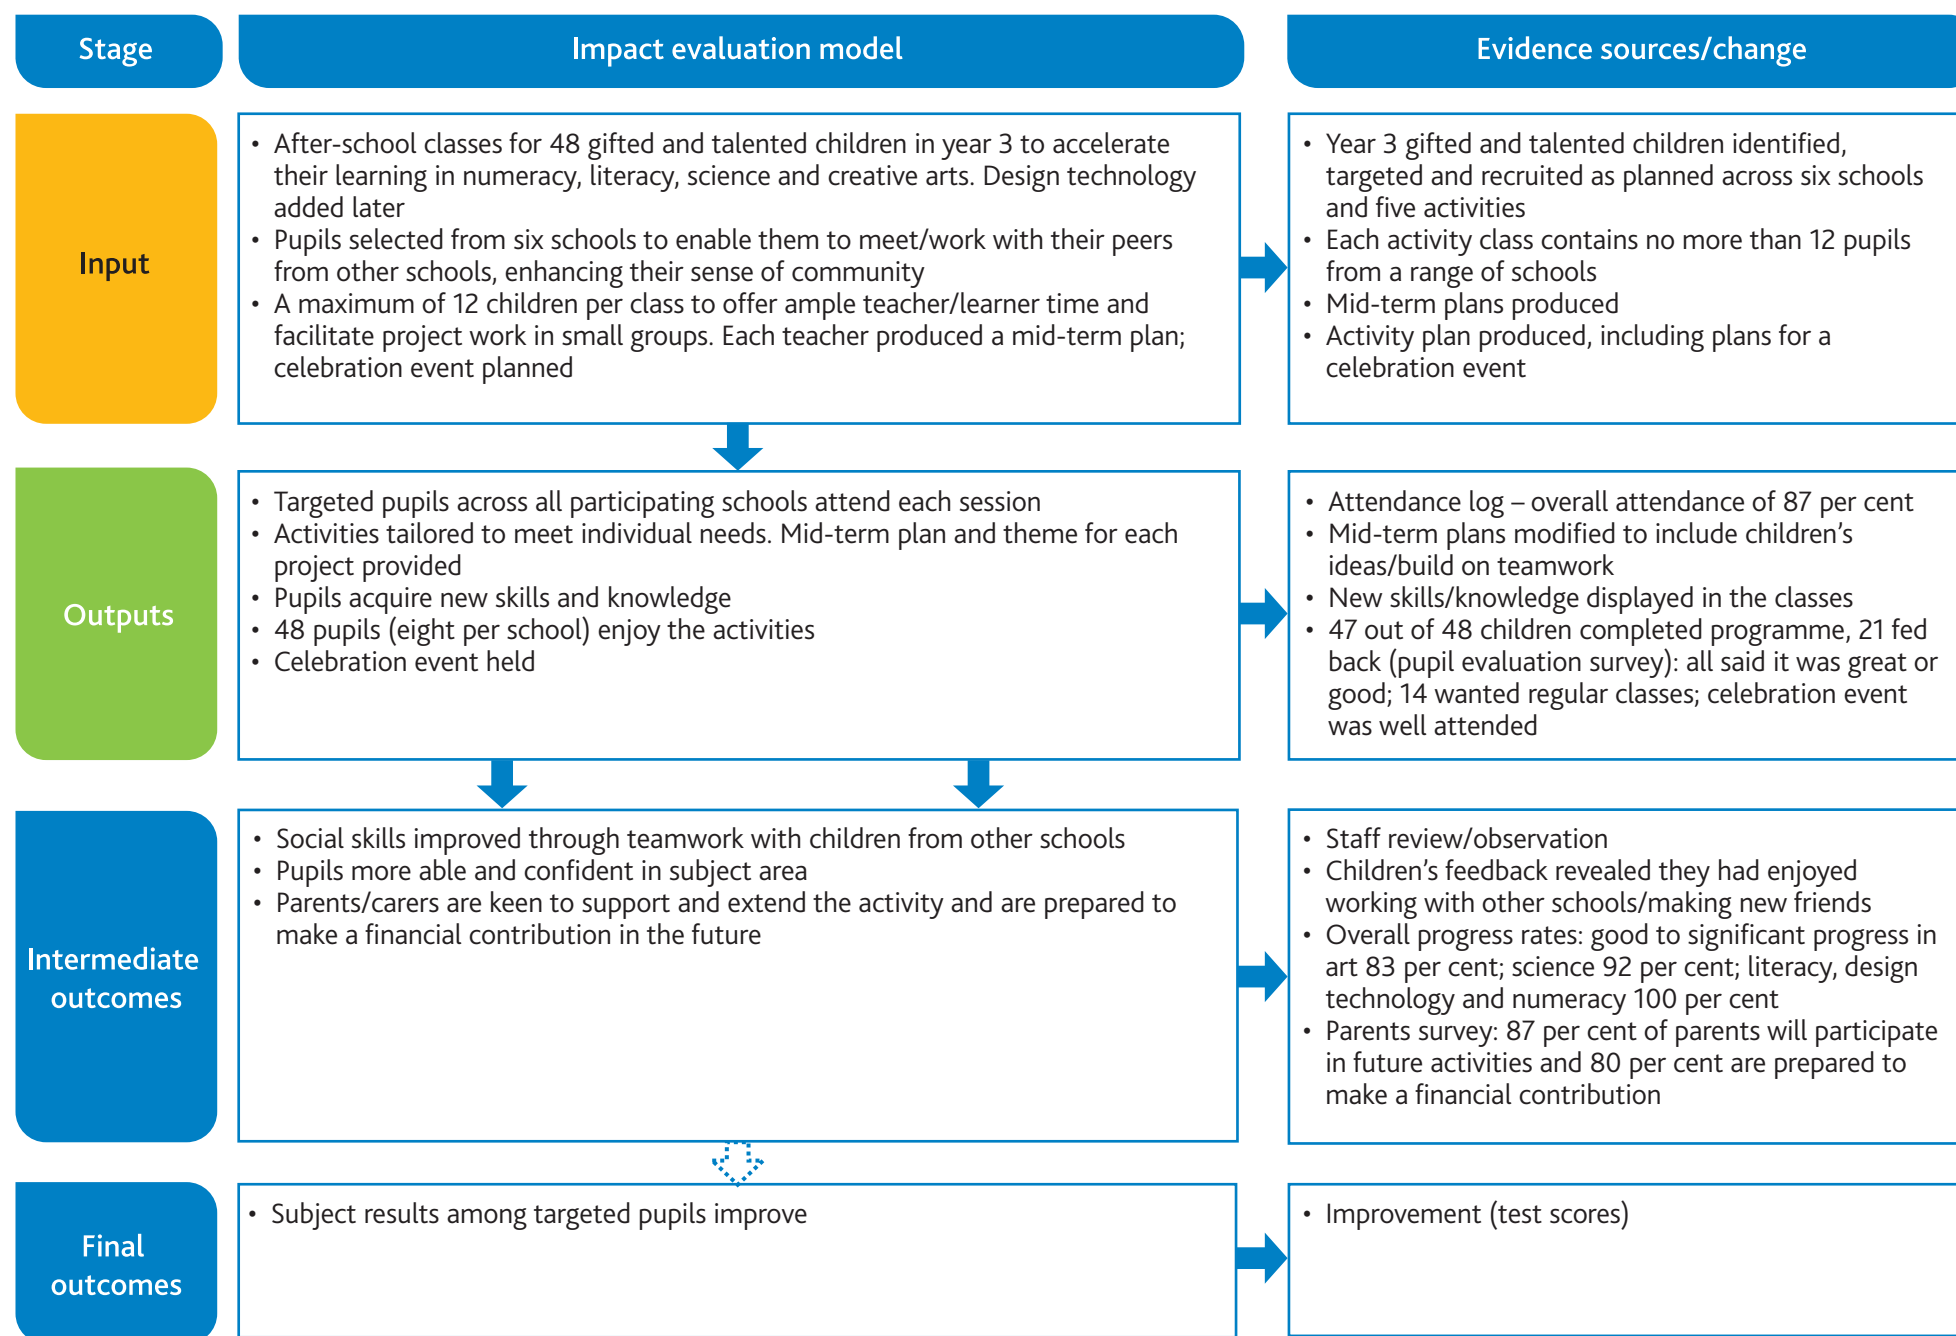 Stage
Impact evaluation model
Evidence sources/change
Input
• After-school classes for 48 gifted and talented children in year 3 to accelerate
their learning in numeracy, literacy, science and creative arts. Design technology
added later
• Pupils selected from six schools to enable them to meet/work with their peers
from other schools, enhancing their sense of community
• A maximum of 12 children per class to offer ample teacher/learner time and
facilitate project work in small groups. Each teacher produced a mid-term plan;
celebration event planned
• Year 3 gifted and talented children identified,
targeted and recruited as planned across six schools
and five activities
• Each activity class contains no more than 12 pupils
from a range of schools
• Mid-term plans produced
• Activity plan produced, including plans for a
celebration event
Outputs
• Targeted pupils across all participating schools attend each session
• Activities tailored to meet individual needs. Mid-term plan and theme for each
project provided
• Pupils acquire new skills and knowledge
• 48 pupils (eight per school) enjoy the activities
• Celebration event held
• Attendance log – overall attendance of 87 per cent
• Mid-term plans modified to include children's
ideas/build on teamwork
• New skills/knowledge displayed in the classes
• 47 out of 48 children completed programme, 21 fed
back (pupil evaluation survey): all said it was great or
good; 14 wanted regular classes; celebration event
was well attended
Intermediate
outcomes
• Social skills improved through teamwork with children from other schools
• Pupils more able and confident in subject area
• Parents/carers are keen to support and extend the activity and are prepared to
make a financial contribution in the future
• Staff review/observation
• Children's feedback revealed they had enjoyed
working with other schools/making new friends
• Overall progress rates: good to significant progress in
art 83 per cent; science 92 per cent; literacy, design
technology and numeracy 100 per cent
• Parents survey: 87 per cent of parents will participate
in future activities and 80 per cent are prepared to
make a financial contribution
Final
outcomes
• Subject results among targeted pupils improve
• Improvement (test scores)